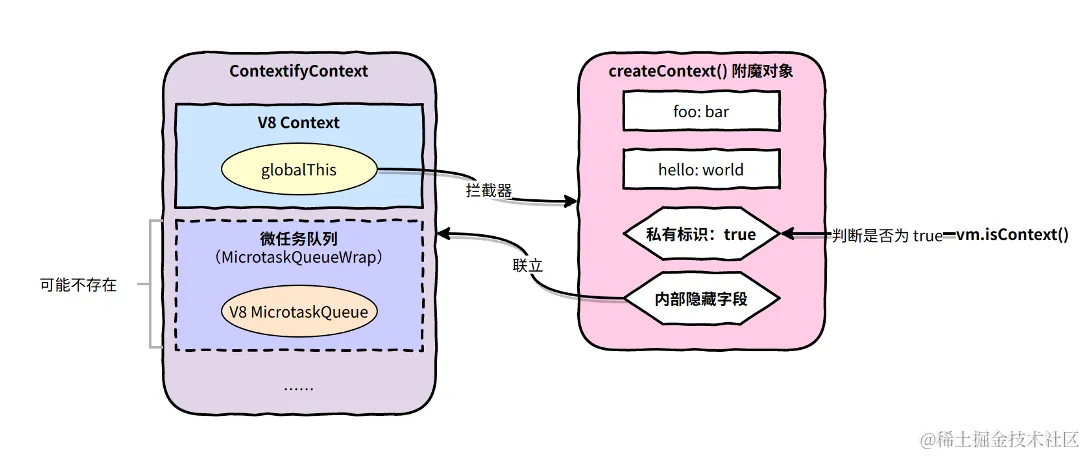 ContextifyContext
V8 Context
globalThis
微任务队列
（MicrotaskQueueWrap）
V8 MicrotaskQueue
……
可能不存在
拦截器
联立
createContext() 附魔对象
foo: bar
hello: world
私有标识：true
内部隐藏字段
判断是否为 true
vm.isContext()
@稀土掘金技术社区